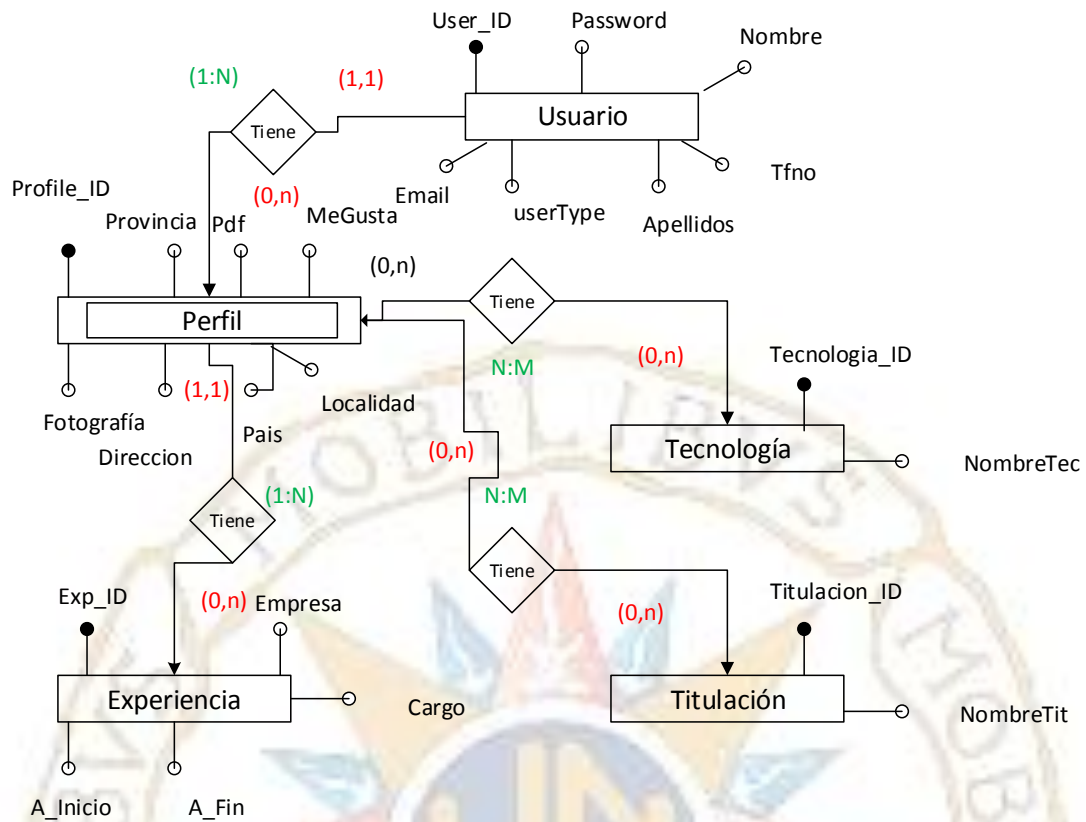 User_ID
Password
Nombre
(1:N)
(1,1)
Usuario
Tiene
Tfno
Profile_ID
(0,n)
Email
userType
Apellidos
Provincia
Pdf
MeGusta
(0,n)
Tiene
Perfil
N:M
(0,n)
Tecnologia_ID
(1,1)
Localidad
Fotografía
Pais
Direccion
(0,n)
Tecnología
NombreTec
(1:N)
N:M
Tiene
Tiene
Exp_ID
(0,n)
Empresa
(0,n)
Titulacion_ID
Experiencia
Cargo
Titulación
NombreTit
A_Inicio
A_Fin
MOBILIBVS
MOB